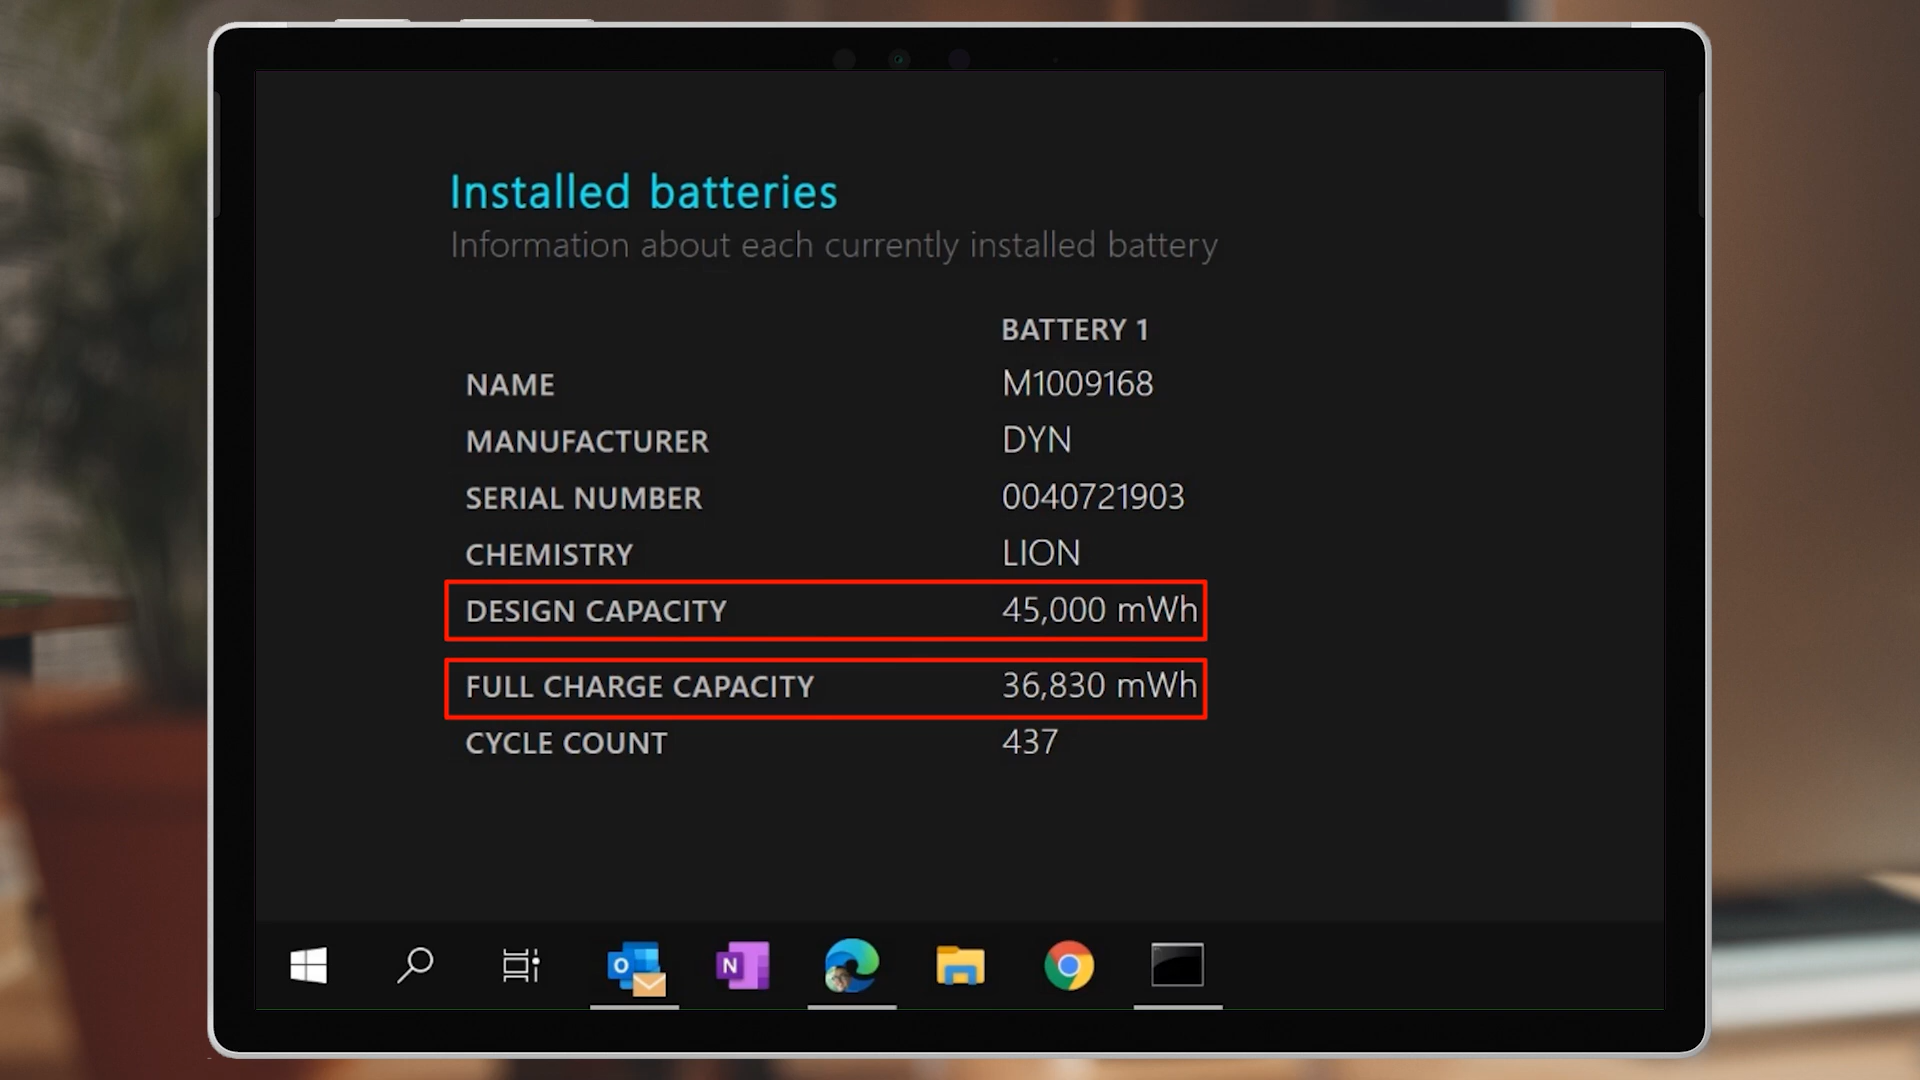 Installed batteries
Information about each currently installed battery
BATTERY 1
NAME M1009168
MANUFACTURER DYN
SERIAL NUMBER 0040721903
CHEMISTRY LION
DESIGN CAPACITY 45,000 mWh
FULL CHARGE CAPACITY 36,830 mWh
CYCLE COUNT 437
O N